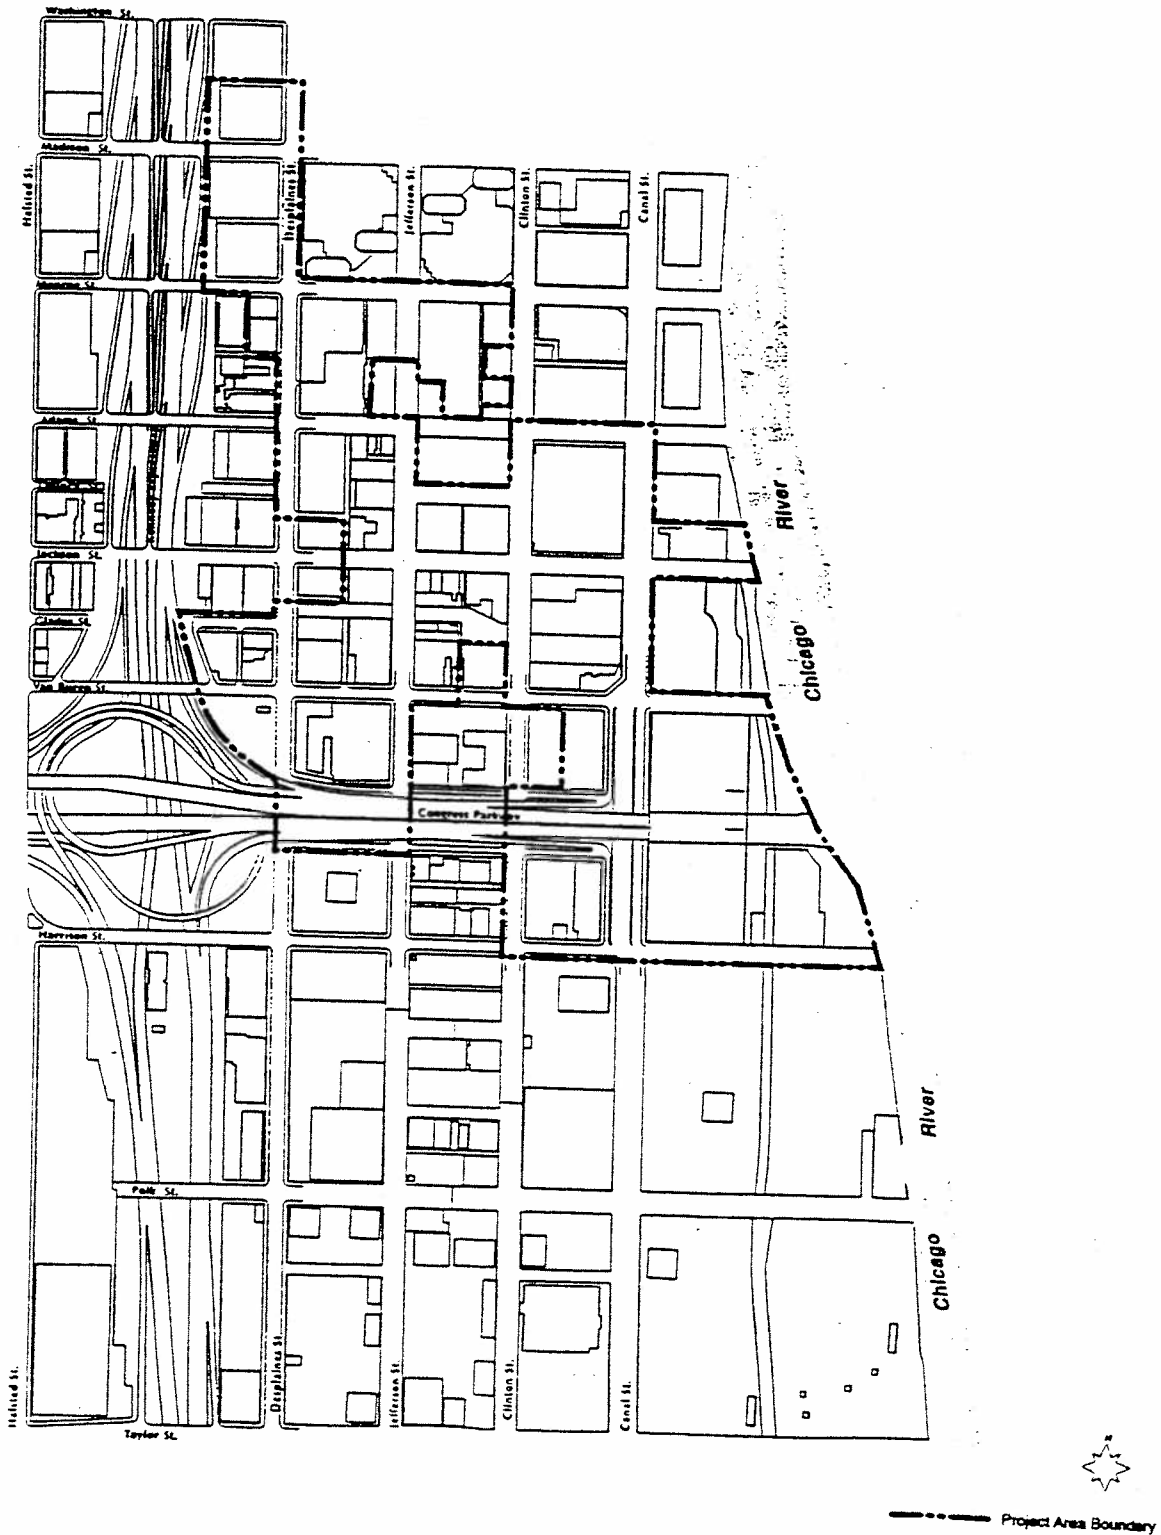 Washington St.
Madison St.
Halsted St.
Desplaines St.
Jefferson St.
Clinton St.
Canal St.
Monroe St.
Adams St.
River
Jackson St.
Gladys St.
Chicago
Van Buren St.
Congress Parkway
Harrison St.
River
Polk St.
Chicago
Halsted St.
Desplaines St.
Jefferson St.
Clinton St.
Canal St.
Taylor St.
N
Project Area Boundary